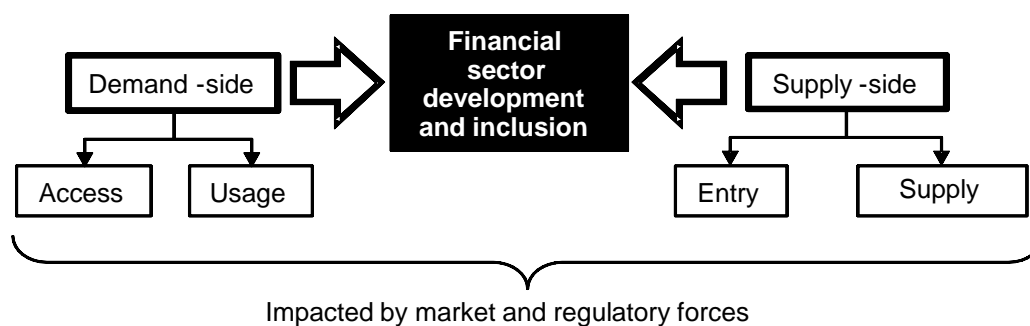 Financial
sector
development
and inclusion
Demand -side
Supply -side
Access
Usage
Entry
Supply
Impacted by market and regulatory forces